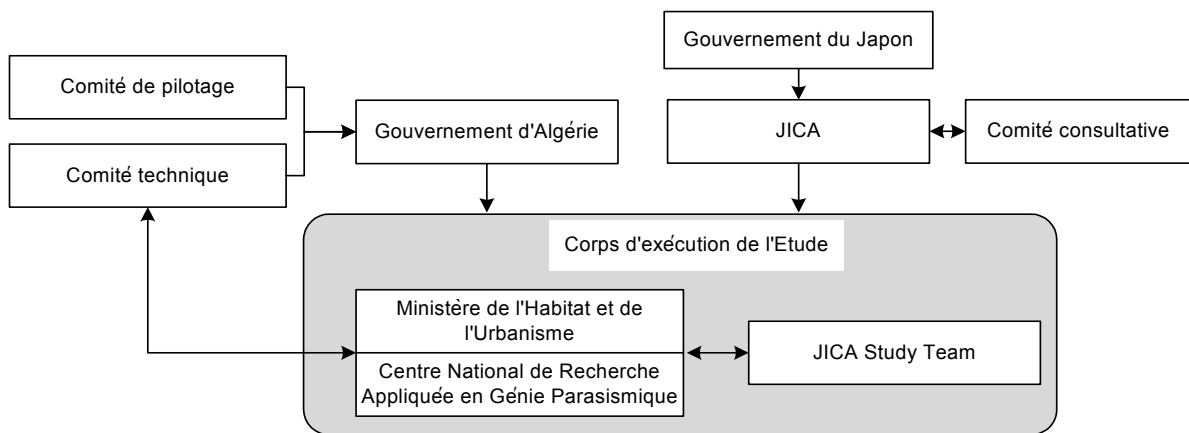 Gouvernement du Japon
Comité de pilotage
Gouvernement d'Algérie
JICA
Comité consultative
Comité technique
Corps d'exécution de l'Etude
Ministère de l'Habitat et de
l'Urbanisme
Centre National de Recherche
Appliquée en Génie Parasismique
JICA Study Team